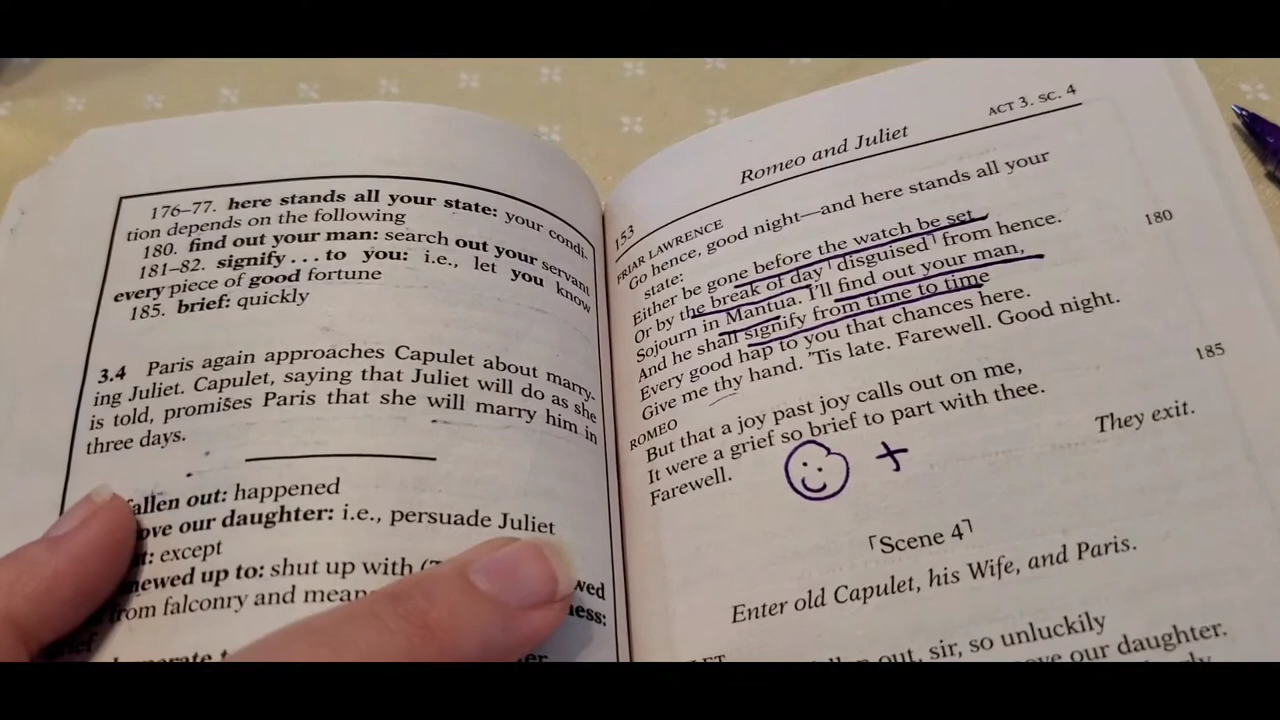 176–77. here stands all your state: your condi-
tion depends on the following
180. find out your man: search out your servant
181–82. signify . . . to you: i.e., let you know
every piece of good fortune
185. brief: quickly
3.4 Paris again approaches Capulet about marry-
ing Juliet. Capulet, saying that Juliet will do as she
is told, promises Paris that she will marry him in
three days.
fallen out: happened
our daughter: i.e., persuade Juliet
except
up to: shut up with
from falconry and
153
Romeo and Juliet
ACT 3. SC. 4
FRIAR LAWRENCE
Go hence, good night—and here stands all your
state:
Either be gone before the watch be set
Or by the break of day ⌜disguised⌝ from hence.
Sojourn in Mantua. I'll find out your man,
180
And he shall signify from time to time
Every good hap to you that chances here.
Give me thy hand. 'Tis late. Farewell. Good night.
ROMEO
But that a joy past joy calls out on me,
185
It were a grief so brief to part with thee.
Farewell.
They exit.
+
⌜Scene 4⌝
Enter old Capulet, his Wife, and Paris.
out, sir, so unluckily
our daughter.